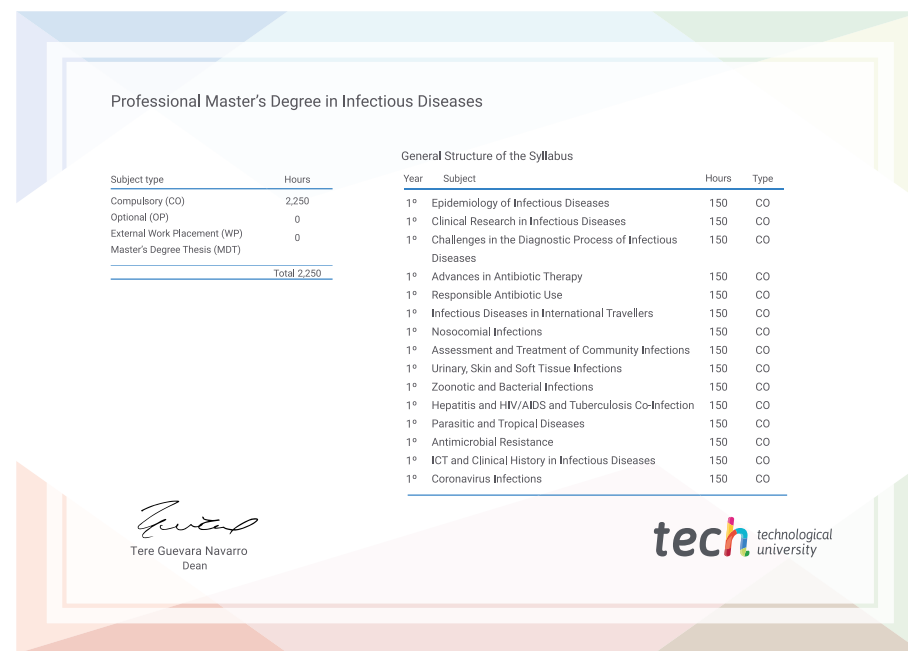 Professional Master's Degree in Infectious Diseases
Subject type Hours
Compulsory (CO) 2,250
Optional (OP) 0
External Work Placement (WP) 0
Master's Degree Thesis (MDT)
Total 2,250
General Structure of the Syllabus
Year Subject Hours Type
1º Epidemiology of Infectious Diseases 150 CO
1º Clinical Research in Infectious Diseases 150 CO
1º Challenges in the Diagnostic Process of Infectious 150 CO
Diseases
1º Advances in Antibiotic Therapy 150 CO
1º Responsible Antibiotic Use 150 CO
1º Infectious Diseases in International Travellers 150 CO
1º Nosocomial Infections 150 CO
1º Assessment and Treatment of Community Infections 150 CO
1º Urinary, Skin and Soft Tissue Infections 150 CO
1º Zoonotic and Bacterial Infections 150 CO
1º Hepatitis and HIV/AIDS and Tuberculosis Co-Infection 150 CO
1º Parasitic and Tropical Diseases 150 CO
1º Antimicrobial Resistance 150 CO
1º ICT and Clinical History in Infectious Diseases 150 CO
1º Coronavirus Infections 150 CO
Tere Guevara Navarro
Dean
tech technological
university